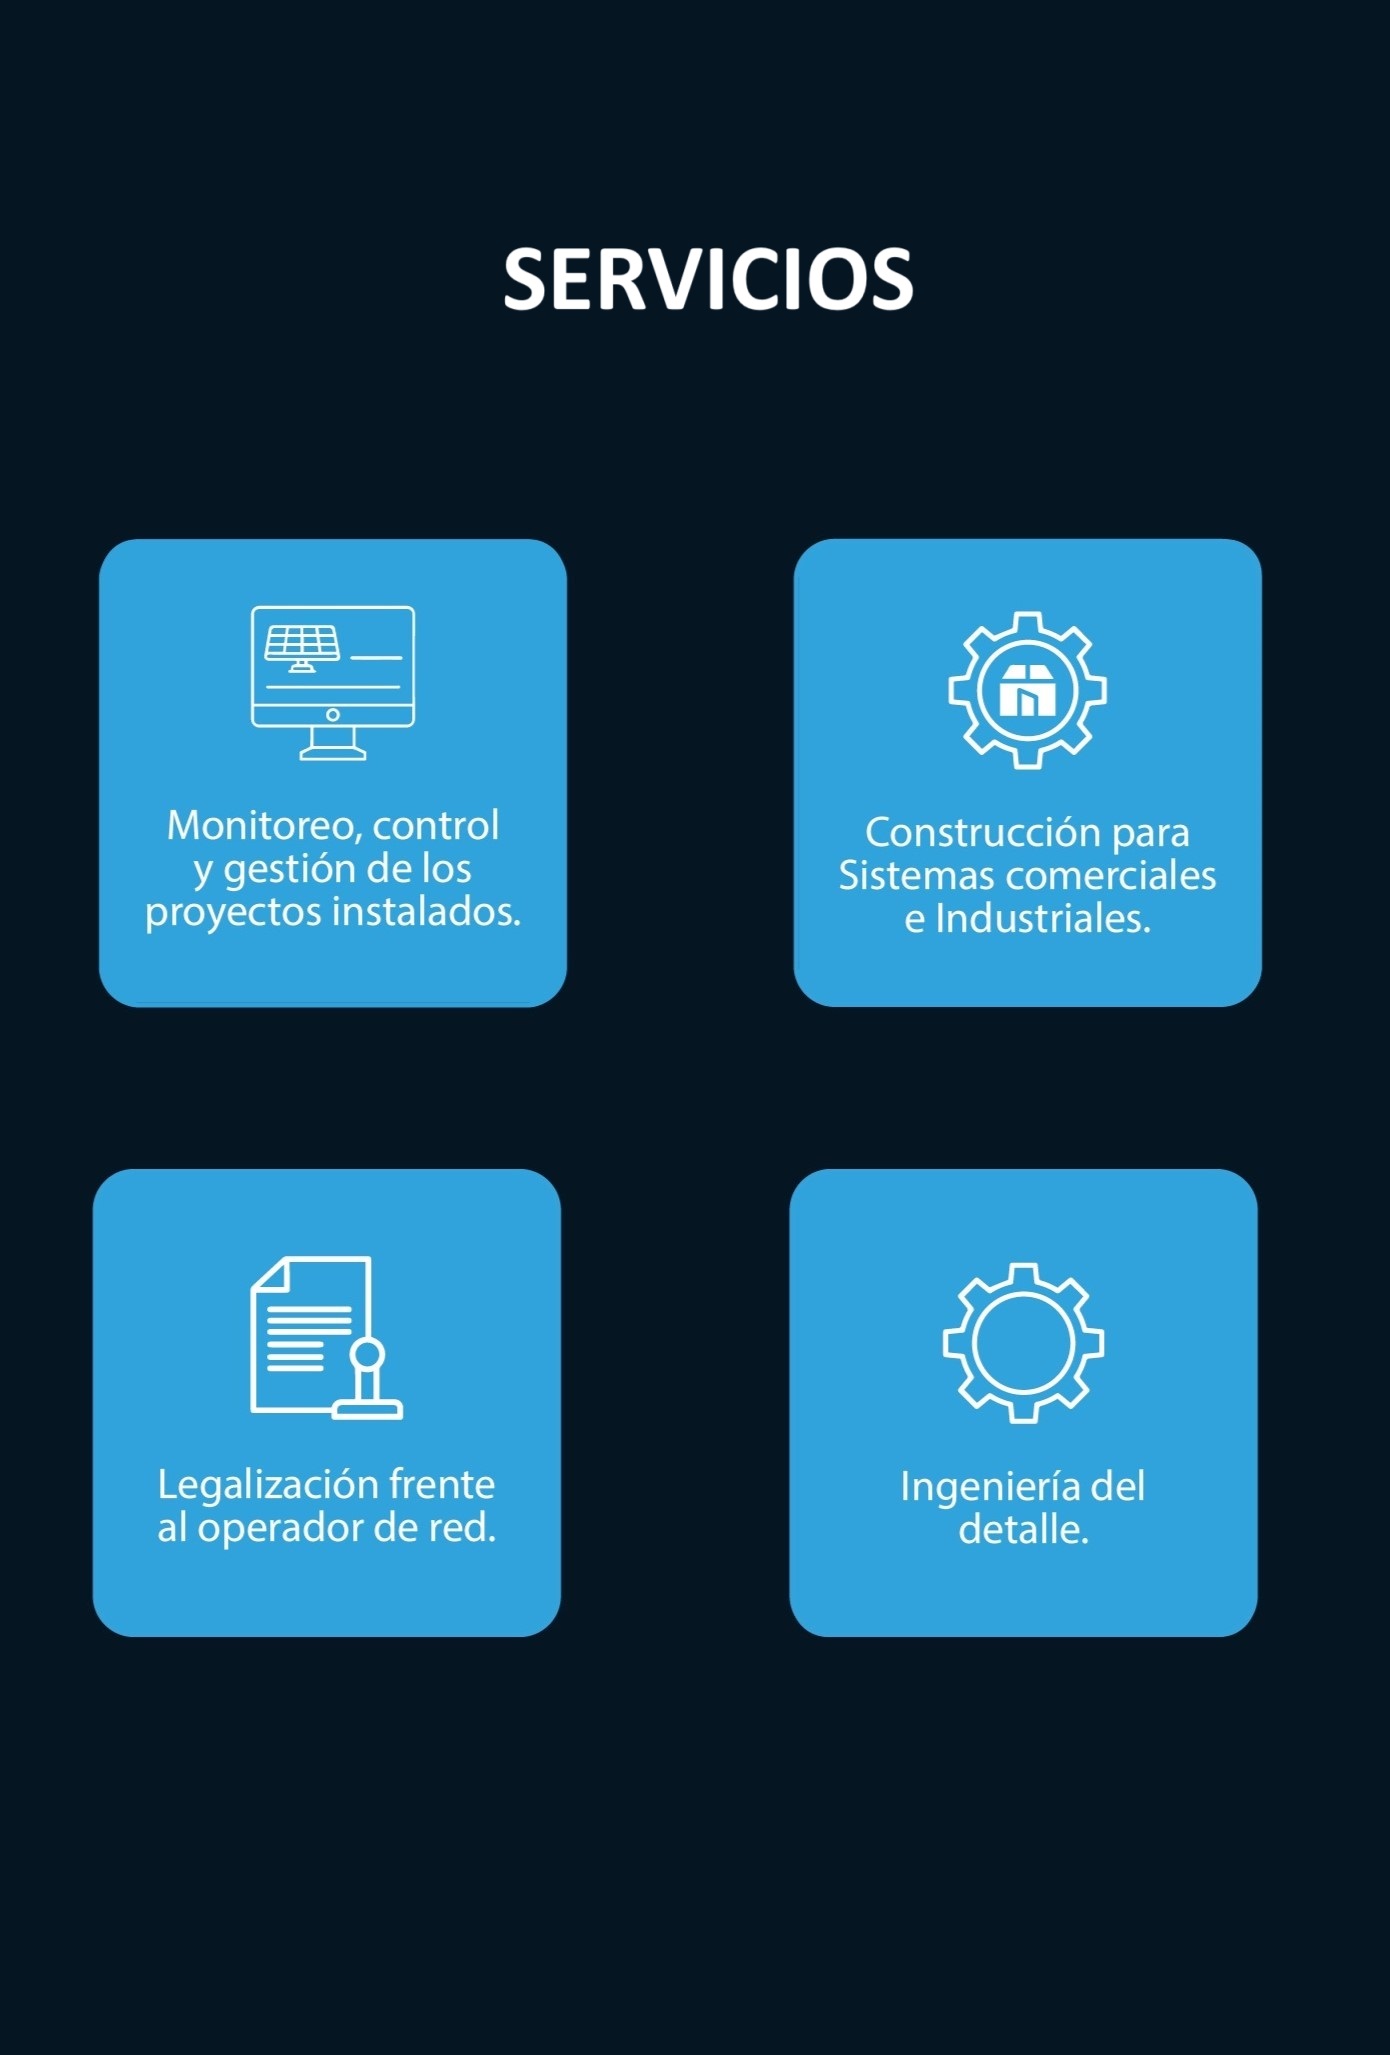 SERVICIOS
Monitoreo, control
y gestión de los
proyectos instalados.
Construcción para
Sistemas comerciales
e Industriales.
Legalización frente
al operador de red.
Ingeniería del
detalle.